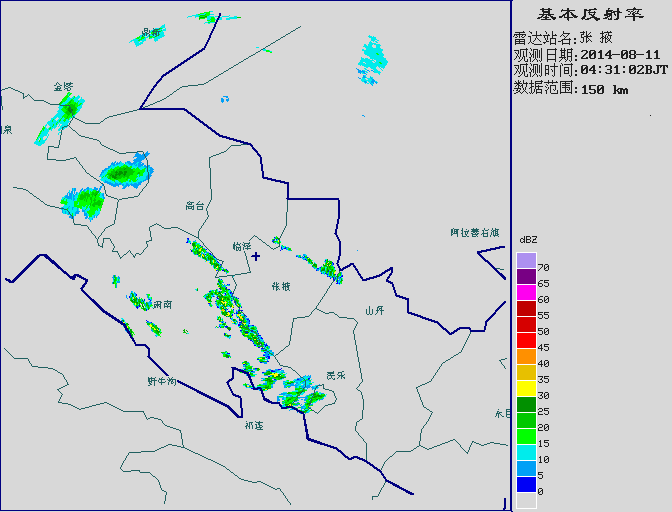 基本反射率
雷达站名:张 掖
观测日期:2014-08-11
观测时间:04:31:02BJT
数据范围:150 km
鼎新
金塔
泉
高台
临泽
阿拉善右旗
张掖
山丹
肃南
民乐
野牛沟
祁连
永昌
dBZ
70
65
60
55
50
45
40
35
30
25
20
15
10
5
0